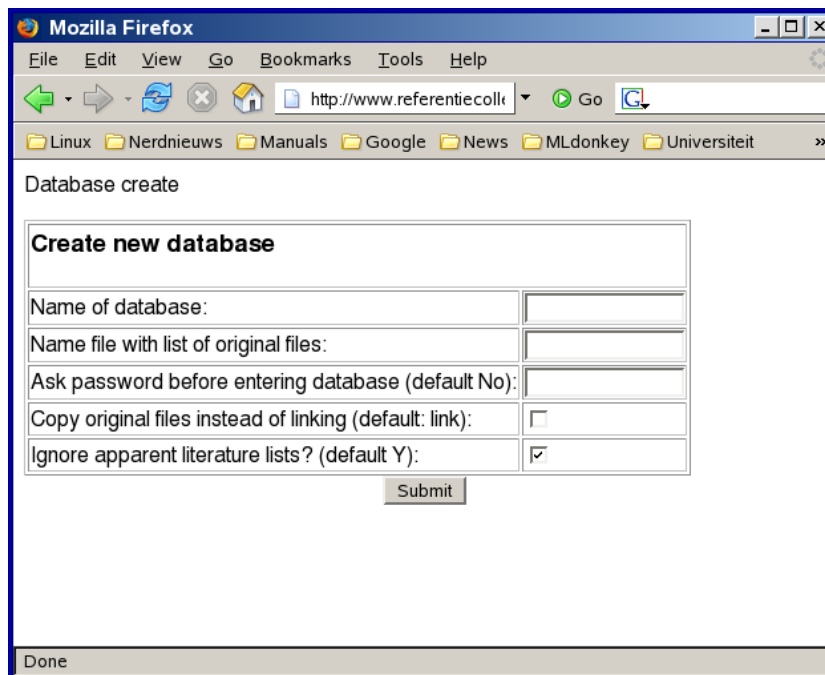 Mozilla Firefox
File Edit View Go Bookmarks Tools Help
http://www.referentiecolle Go G
Linux Nerdnieuws Manuals Google News MLdonkey Universiteit »
Database create
Create new database
Name of database:
Name file with list of original files:
Ask password before entering database (default No):
Copy original files instead of linking (default: link):
Ignore apparent literature lists? (default Y):
Submit
Done